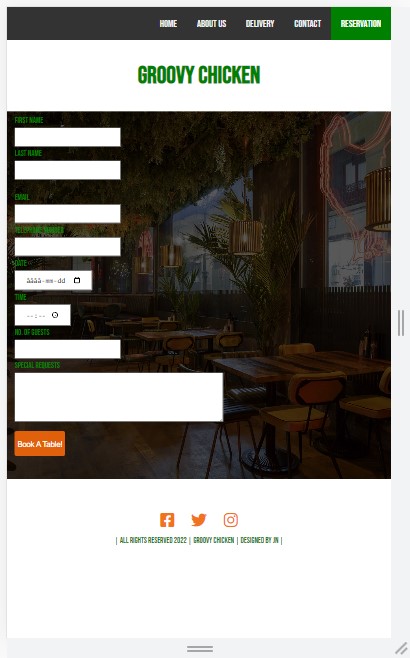 HOME ABOUT US DELIVERY CONTACT RESERVATION
GROOVY CHICKEN
FIRST NAME
LAST NAME
EMAIL
TELEPHONE NUMBER
DATE
åååå-mm-dd
TIME
--:--
NO. OF GUESTS
SPECIAL REQUESTS
Book A Table!
| ALL RIGHTS RESERVED 2022 | GROOVY CHICKEN | DESIGNED BY JN |